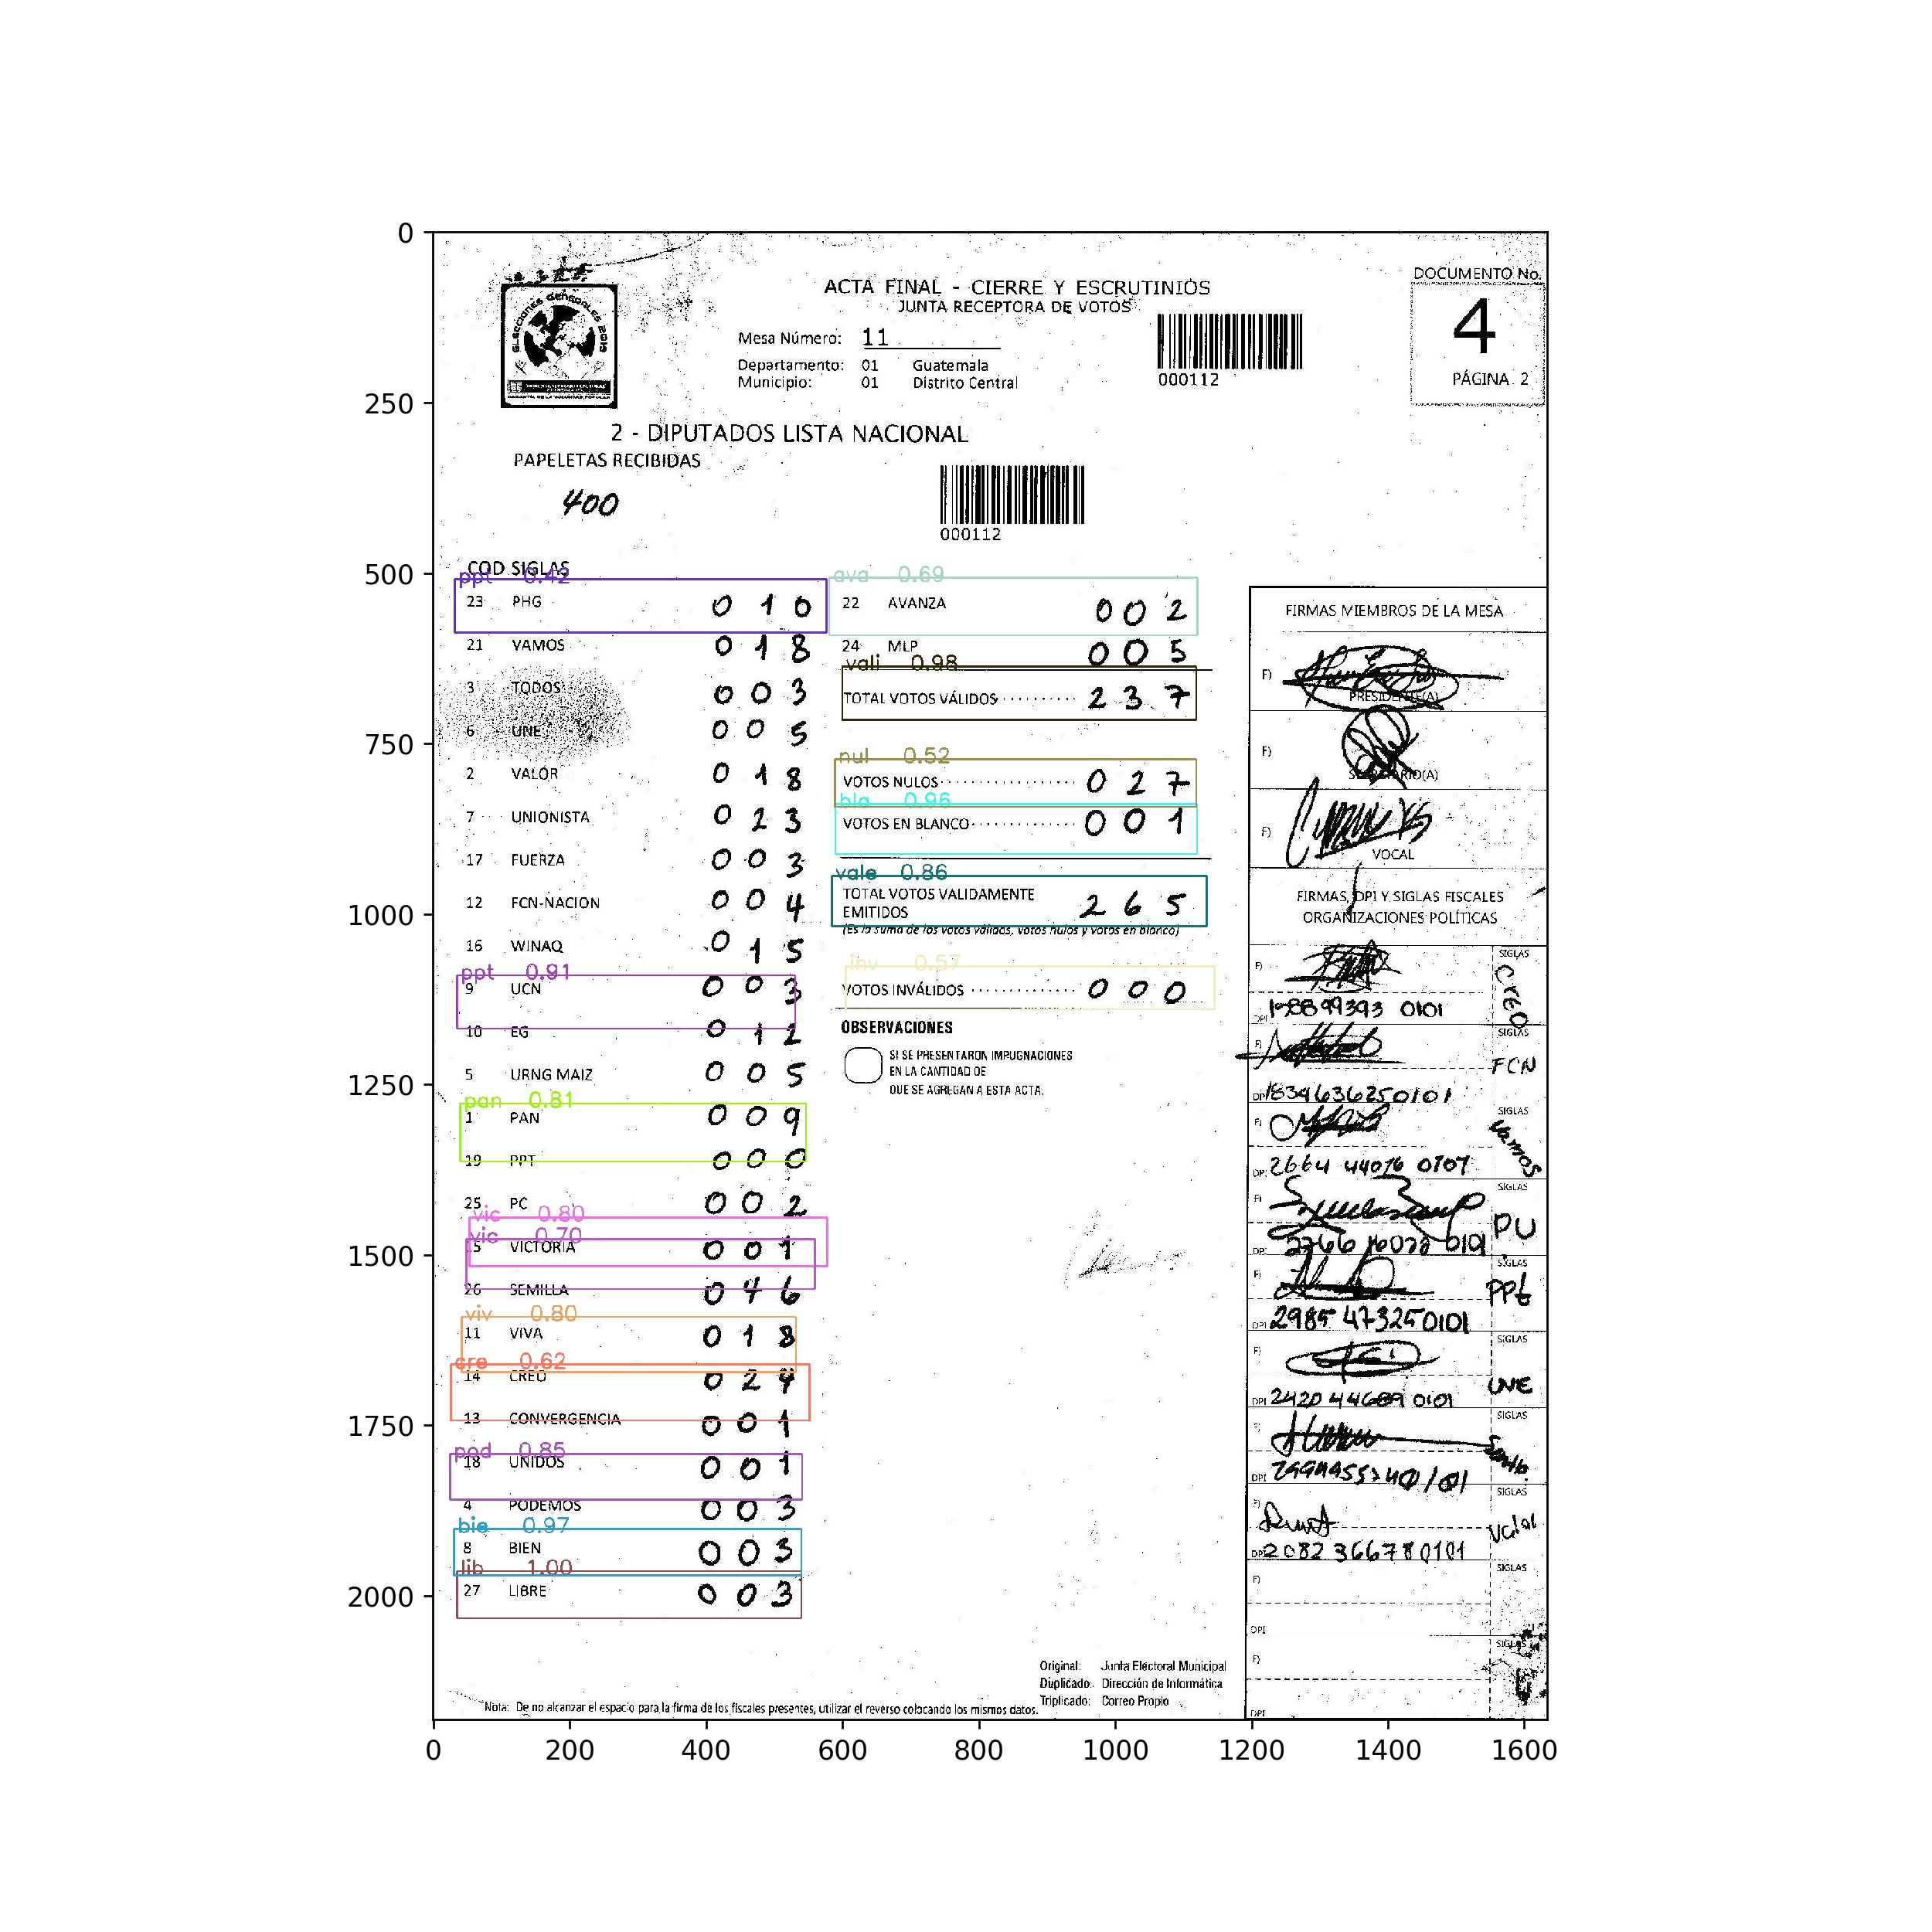 ACTA FINAL - CIERRE Y ESCRUTINIOS
JUNTA RECEPTORA DE VOTOS
DOCUMENTO No.
4
PÁGINA 2
Mesa Número: 11
Departamento: 01 Guatemala
Municipio: 01 Distrito Central
000112
2 - DIPUTADOS LISTA NACIONAL
PAPELETAS RECIBIDAS
400
000112
COD SIGLAS
ppt 0.42
23 PHG 0 1 0
21 VAMOS 0 1 8
3 TODOS 0 0 3
6 UNE 0 0 5
2 VALOR 0 1 8
7 UNIONISTA 0 2 3
17 FUERZA 0 0 3
12 FCN-NACION 0 0 4
16 WINAQ 0 1 5
ppt 0.91
9 UCN 0 0 3
10 EG 0 1 2
5 URNG MAIZ 0 0 5
pan 0.81
1 PAN 0 0 9
19 PPT 0 0 0
25 PC 0 0 2
vic 0.80
vic 0.70
15 VICTORIA 0 0 1
26 SEMILLA 0 4 6
viv 0.80
11 VIVA 0 1 8
cre 0.62
14 CREO 0 2 4
13 CONVERGENCIA 0 0 1
pod 0.85
18 UNIDOS 0 0 1
4 PODEMOS 0 0 3
bie 0.97
8 BIEN 0 0 3
lib 1.00
27 LIBRE 0 0 3
ava 0.69
22 AVANZA 0 0 2
24 MLP 0 0 5
vali 0.98
TOTAL VOTOS VÁLIDOS 2 3 7
nul 0.52
VOTOS NULOS 0 2 7
bla 0.96
VOTOS EN BLANCO 0 0 1
vale 0.86
TOTAL VOTOS VALIDAMENTE
EMITIDOS 2 6 5
(Es la suma de los votos válidos, votos nulos y votos en blanco)
inv 0.57
VOTOS INVÁLIDOS 0 0 0
OBSERVACIONES
SI SE PRESENTARON IMPUGNACIONES
EN LA CANTIDAD DE
QUE SE AGREGAN A ESTA ACTA.
FIRMAS MIEMBROS DE LA MESA
F)
PRESIDENTE(A)
F)
SECRETARIO(A)
F)
VOCAL
FIRMAS, DPI Y SIGLAS FISCALES
ORGANIZACIONES POLÍTICAS
F) SIGLAS
CREO
DPI 0101
F) SIGLAS
FCN
DPI 1834636250101
F) SIGLAS
Vamos
DPI 2664 44076 0707
F) SIGLAS
PU
DPI 0101
F) SIGLAS
PPt
DPI 2985 473250101
F) SIGLAS
UNE
DPI 2420 44689 0101
F) SIGLAS
DPI
F) SIGLAS
Valor
DPI 2082 366780101
F) SIGLAS
DPI
F) SIGLAS
DPI
Original: Junta Electoral Municipal
Duplicado: Dirección de Informática
Triplicado: Correo Propio
Nota: De no alcanzar el espacio para la firma de los fiscales presentes, utilizar el reverso colocando los mismos datos.
0
250
500
750
1000
1250
1500
1750
2000
0 200 400 600 800 1000 1200 1400 1600